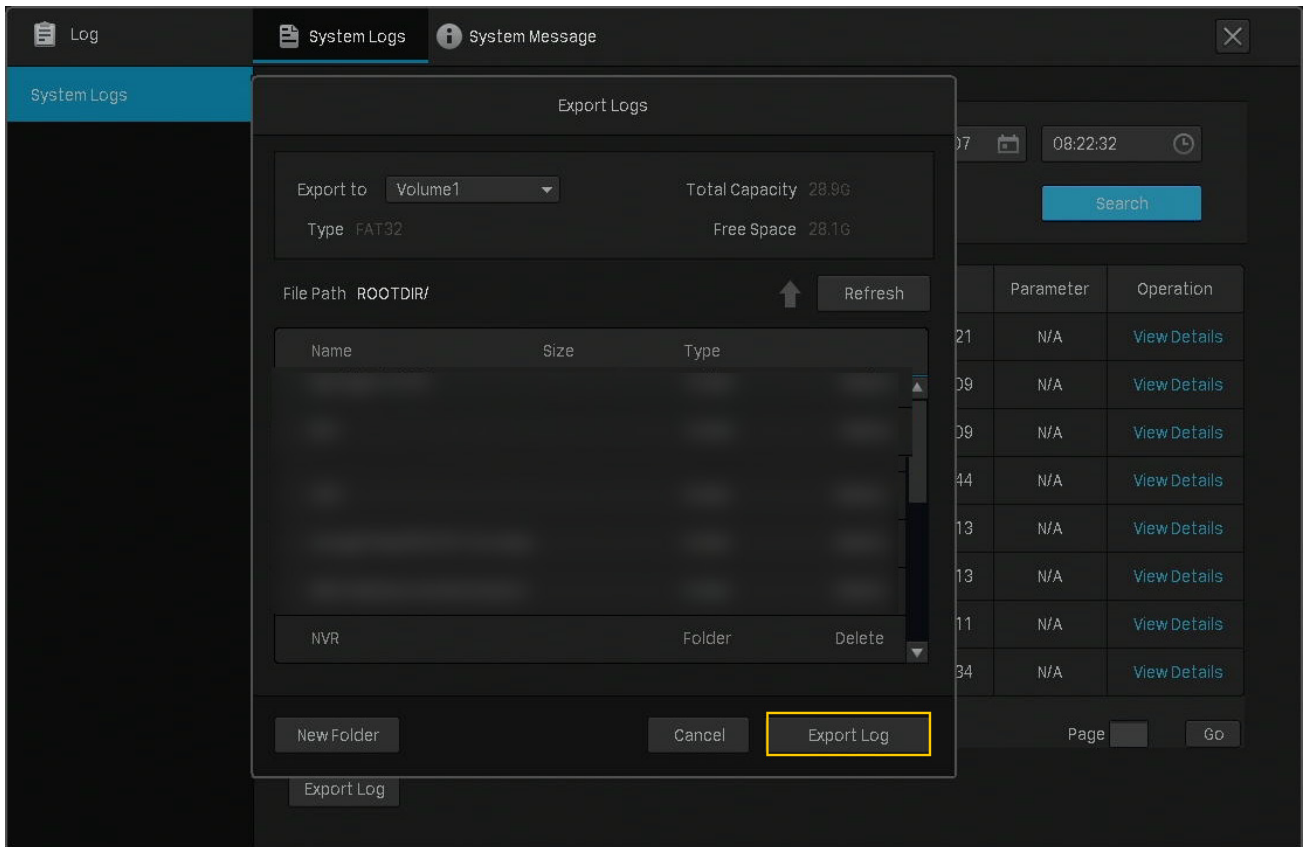 Log
System Logs
System Message
System Logs
Export Logs
07
08:22:32
Export to Volume1
Total Capacity 28.9G
Search
Type FAT32
Free Space 28.1G
File Path ROOTDIR/
Refresh
Parameter Operation
Name Size Type
21 N/A View Details
09 N/A View Details
09 N/A View Details
44 N/A View Details
13 N/A View Details
13 N/A View Details
11 N/A View Details
NVR Folder Delete
34 N/A View Details
New Folder
Cancel
Export Log
Page
Go
Export Log